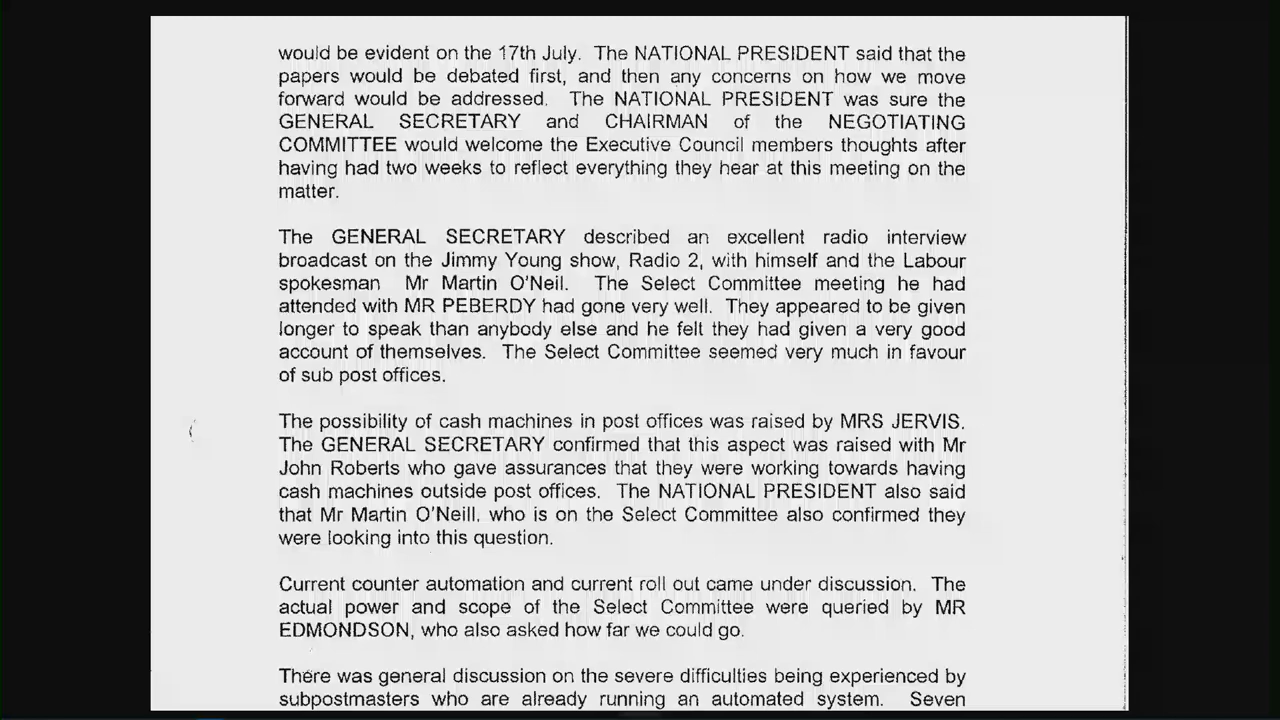 would be evident on the 17th July. The NATIONAL PRESIDENT said that the
papers would be debated first, and then any concerns on how we move
forward would be addressed. The NATIONAL PRESIDENT was sure the
GENERAL SECRETARY and CHAIRMAN of the NEGOTIATING
COMMITTEE would welcome the Executive Council members thoughts after
having had two weeks to reflect everything they hear at this meeting on the
matter.
The GENERAL SECRETARY described an excellent radio interview
broadcast on the Jimmy Young show, Radio 2, with himself and the Labour
spokesman Mr Martin O'Neil. The Select Committee meeting he had
attended with MR PEBERDY had gone very well. They appeared to be given
longer to speak than anybody else and he felt they had given a very good
account of themselves. The Select Committee seemed very much in favour
of sub post offices.
The possibility of cash machines in post offices was raised by MRS JERVIS.
The GENERAL SECRETARY confirmed that this aspect was raised with Mr
John Roberts who gave assurances that they were working towards having
cash machines outside post offices. The NATIONAL PRESIDENT also said
that Mr Martin O'Neill, who is on the Select Committee also confirmed they
were looking into this question.
Current counter automation and current roll out came under discussion. The
actual power and scope of the Select Committee were queried by MR
EDMONDSON, who also asked how far we could go.
There was general discussion on the severe difficulties being experienced by
subpostmasters who are already running an automated system. Seven